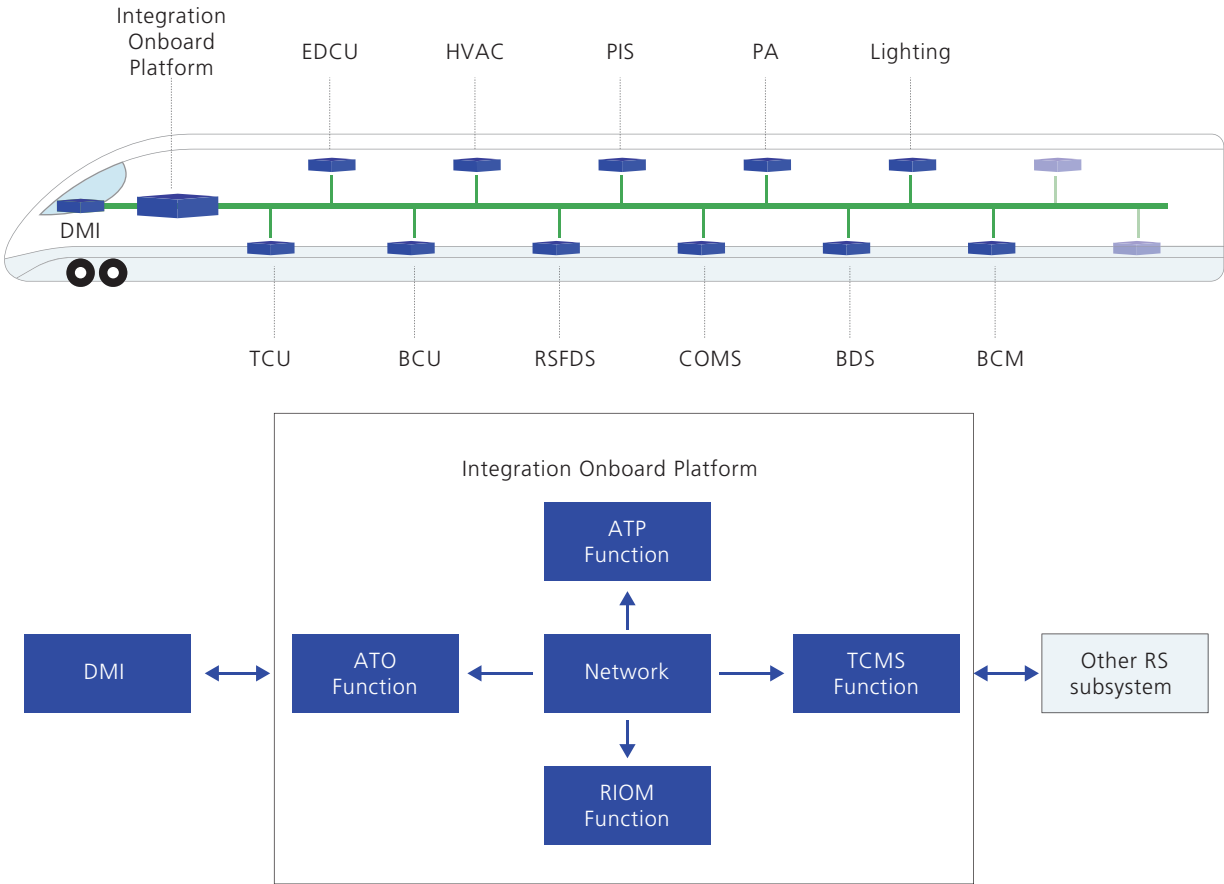 Integration
Onboard
Platform
EDCU
HVAC
PIS
PA
Lighting
DMI
TCU
BCU
RSFDS
COMS
BDS
BCM
Integration Onboard Platform
ATP
Function
DMI
ATO
Function
Network
TCMS
Function
Other RS
subsystem
RIOM
Function